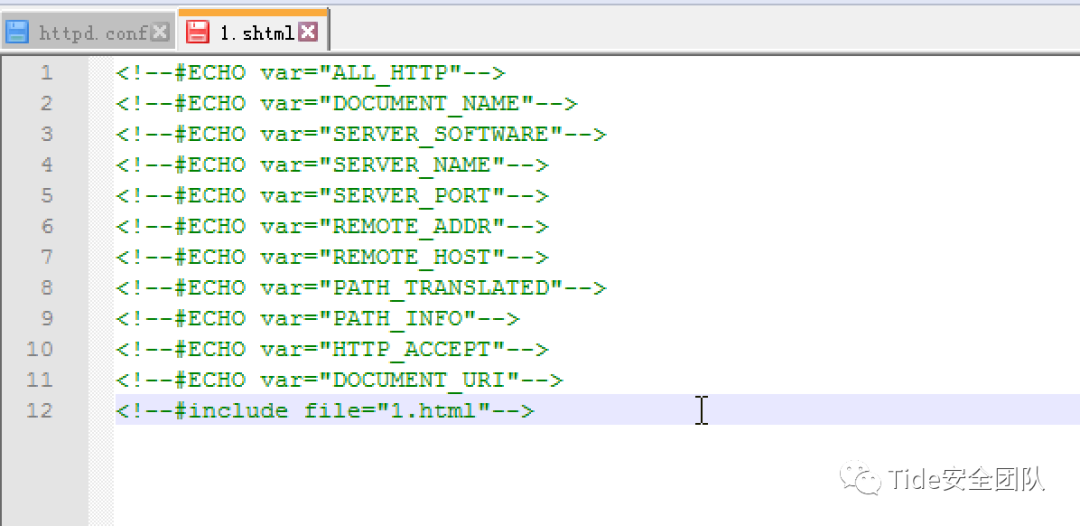 httpd.conf 1.shtml
1 <!--#ECHO var="ALL_HTTP"-->
2 <!--#ECHO var="DOCUMENT_NAME"-->
3 <!--#ECHO var="SERVER_SOFTWARE"-->
4 <!--#ECHO var="SERVER_NAME"-->
5 <!--#ECHO var="SERVER_PORT"-->
6 <!--#ECHO var="REMOTE_ADDR"-->
7 <!--#ECHO var="REMOTE_HOST"-->
8 <!--#ECHO var="PATH_TRANSLATED"-->
9 <!--#ECHO var="PATH_INFO"-->
10 <!--#ECHO var="HTTP_ACCEPT"-->
11 <!--#ECHO var="DOCUMENT_URI"-->
12 <!--#include file="1.html"-->
Tide安全团队